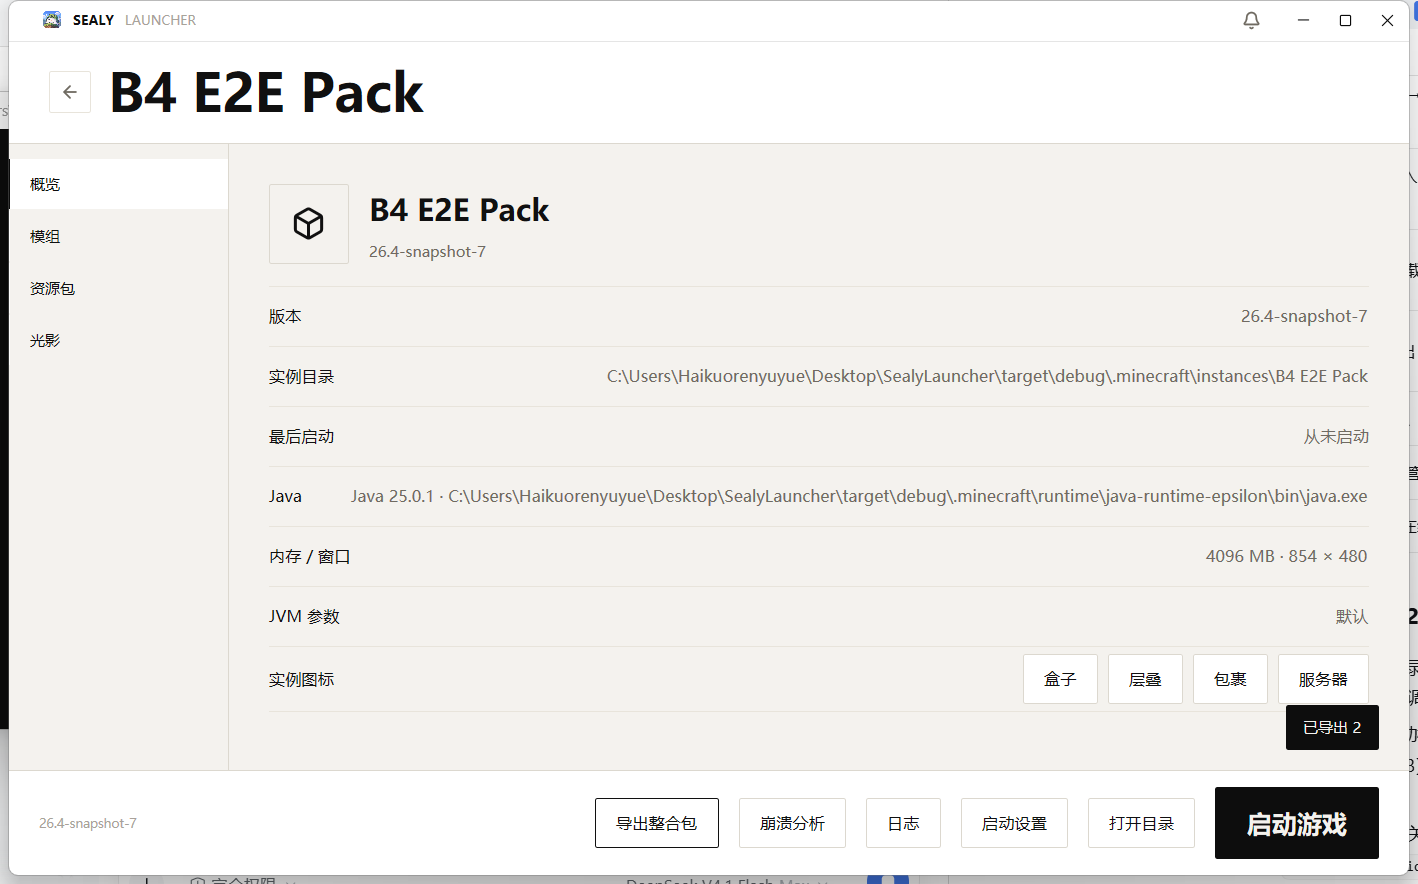 SEALY LAUNCHER
B4 E2E Pack
概览
模组
资源包
光影
B4 E2E Pack
26.4-snapshot-7
版本 26.4-snapshot-7
实例目录 C:\Users\Haikuorenyuyue\Desktop\SealyLauncher\target\debug\.minecraft\instances\B4 E2E Pack
最后启动 从未启动
Java Java 25.0.1 · C:\Users\Haikuorenyuyue\Desktop\SealyLauncher\target\debug\.minecraft\runtime\java-runtime-epsilon\bin\java.exe
内存 / 窗口 4096 MB · 854 × 480
JVM 参数 默认
实例图标 盒子 层叠 包裹 服务器
已导出 2
26.4-snapshot-7 导出整合包 崩溃分析 日志 启动设置 打开目录 启动游戏